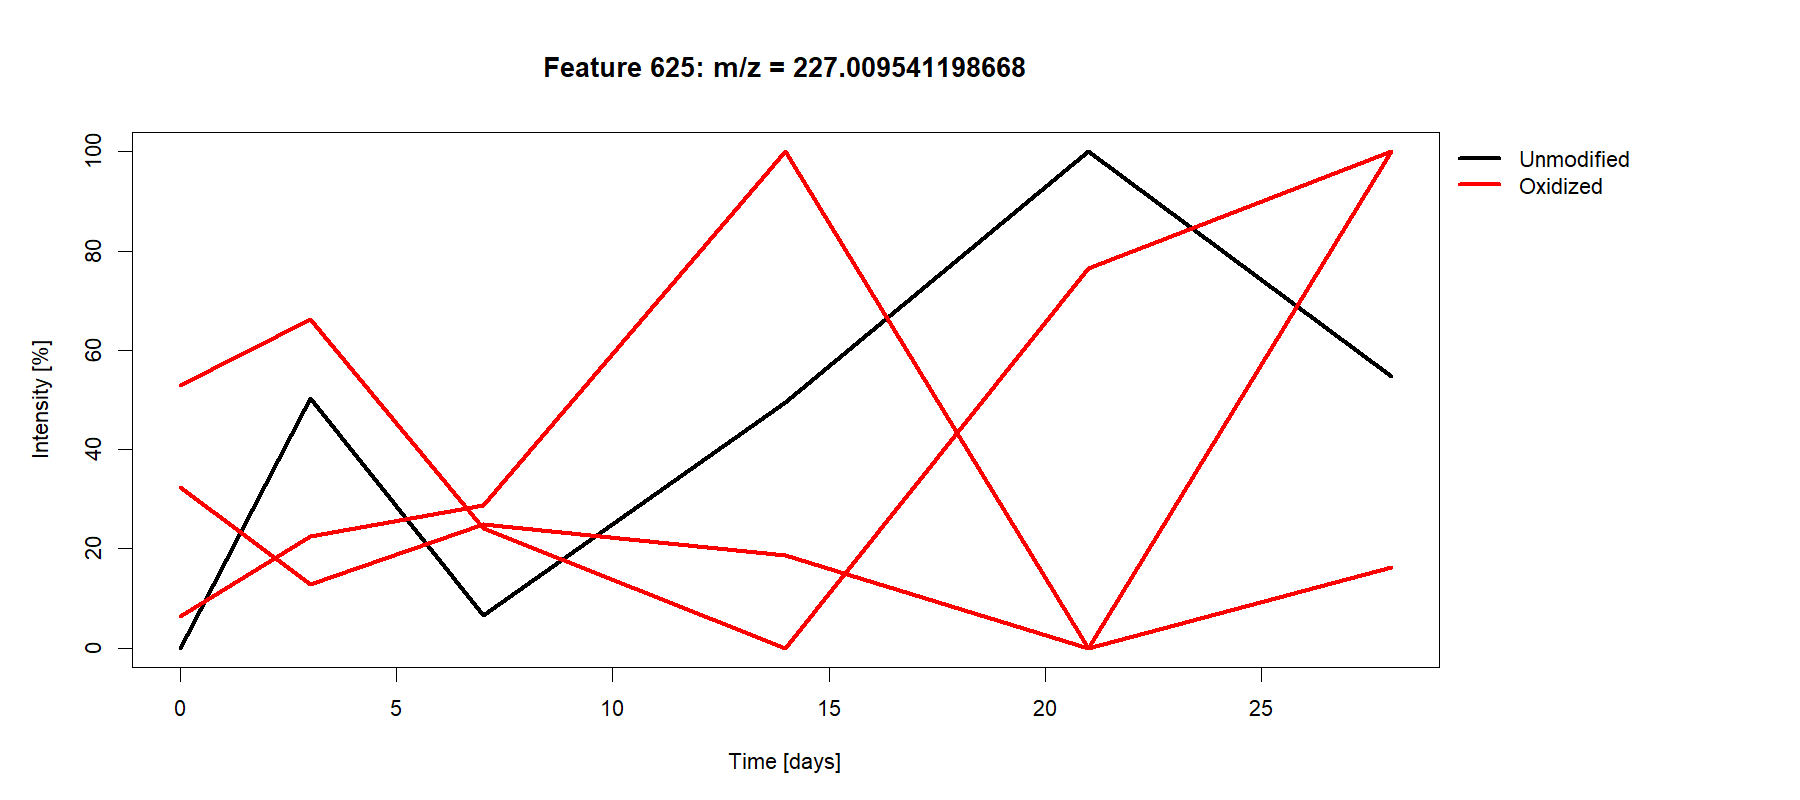 Feature 625: m/z = 227.009541198668
Unmodified
Oxidized
Intensity [%]
100
80
60
40
20
0
0 5 10 15 20 25
Time [days]